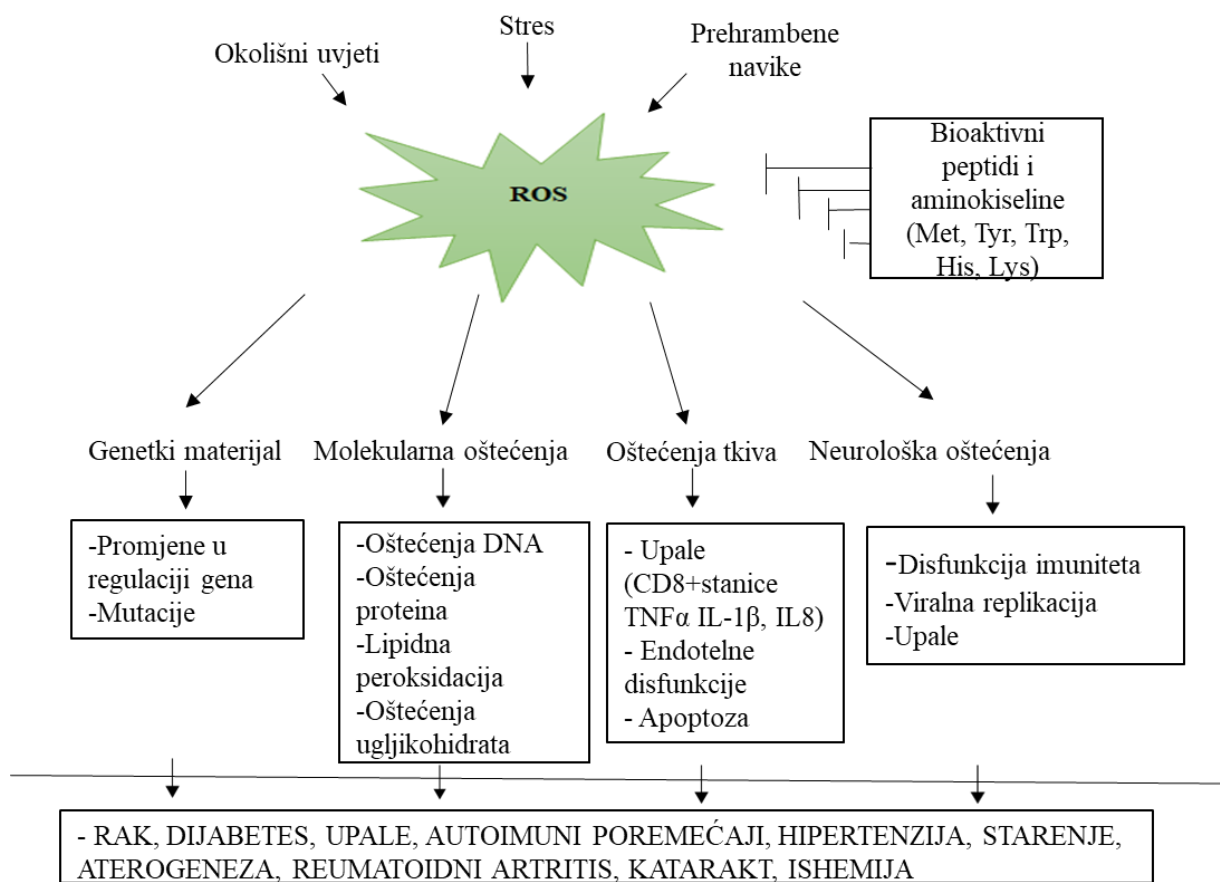 Stres
Okolišni uvjeti
Prehrambene
navike
ROS
Bioaktivni
peptidi i
aminokiseline
(Met, Tyr, Trp,
His, Lys)
Genetki materijal
Molekularna oštećenja
Oštećenja tkiva
Neurološka oštećenja
-Promjene u
regulaciji gena
-Mutacije
-Oštećenja DNA
-Oštećenja
proteina
-Lipidna
peroksidacija
-Oštećenja
ugljikohidrata
- Upale
(CD8+stanice
TNFα IL-1β, IL8)
- Endotelne
disfunkcije
- Apoptoza
-Disfunkcija imuniteta
-Viralna replikacija
-Upale
- RAK, DIJABETES, UPALE, AUTOIMUNI POREMEĆAJI, HIPERTENZIJA, STARENJE,
ATEROGENEZA, REUMATOIDNI ARTRITIS, KATARAKT, ISHEMIJA